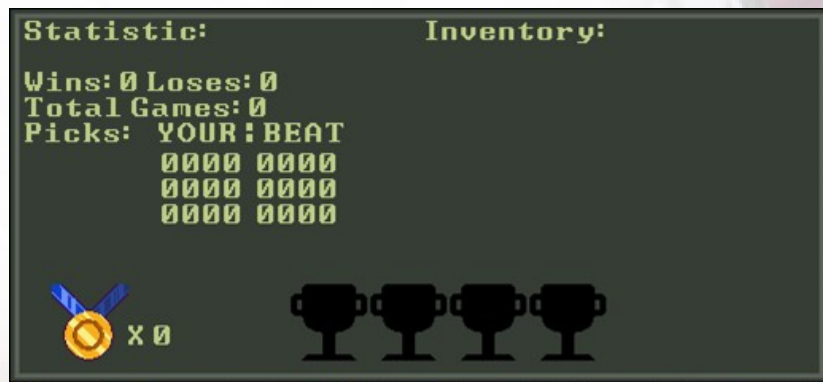 Statistic:
Inventory:
Wins: 0 Loses: 0
Total Games: 0
Picks: YOUR¦BEAT
0000 0000
0000 0000
0000 0000
X 0